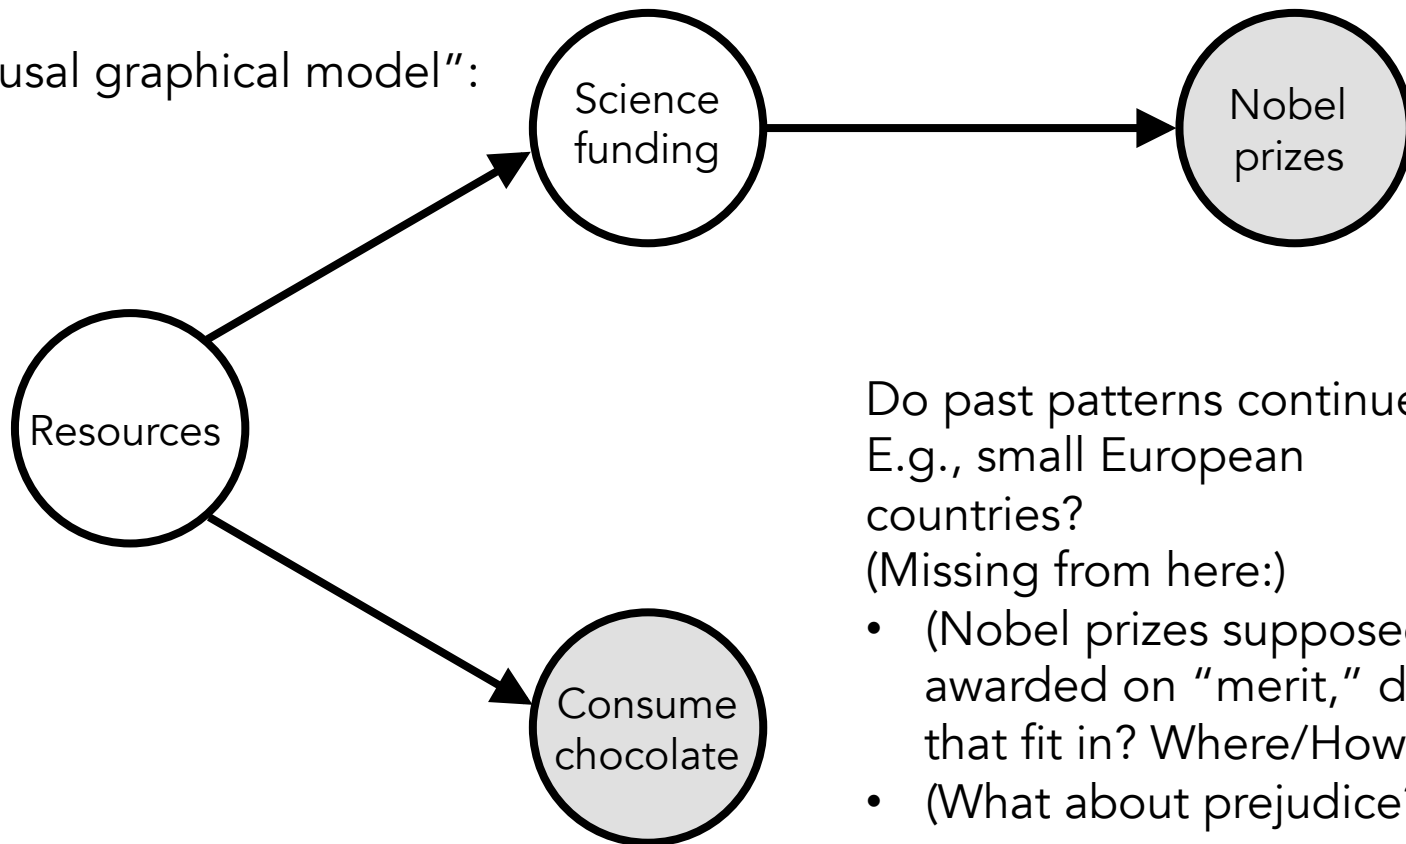 usal graphical model”:
Science
funding
Nobel
prizes
Resources
Consume
chocolate
Do past patterns continue
E.g., small European
countries?
(Missing from here:)
• (Nobel prizes suppose
awarded on “merit,” d
that fit in? Where/How
• (What about prejudice